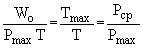 W₀ / (P_max T) = T_max / T = P_cp / P_max